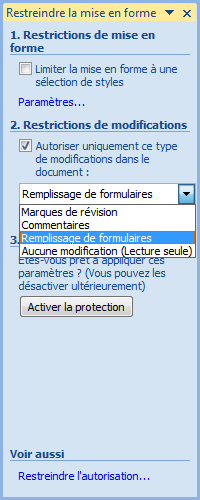 Restreindre la mise en forme
1. Restrictions de mise en
forme
Limiter la mise en forme à une
sélection de styles
Paramètres...
2. Restrictions de modifications
Autoriser uniquement ce type
de modifications dans le
document :
Remplissage de formulaires
Marques de révision
Commentaires
Remplissage de formulaires
Aucune modification (Lecture seule)
3.
Êtes-vous prêt à appliquer ces
paramètres ? (Vous pouvez les
désactiver ultérieurement)
Activer la protection
Voir aussi
Restreindre l'autorisation...